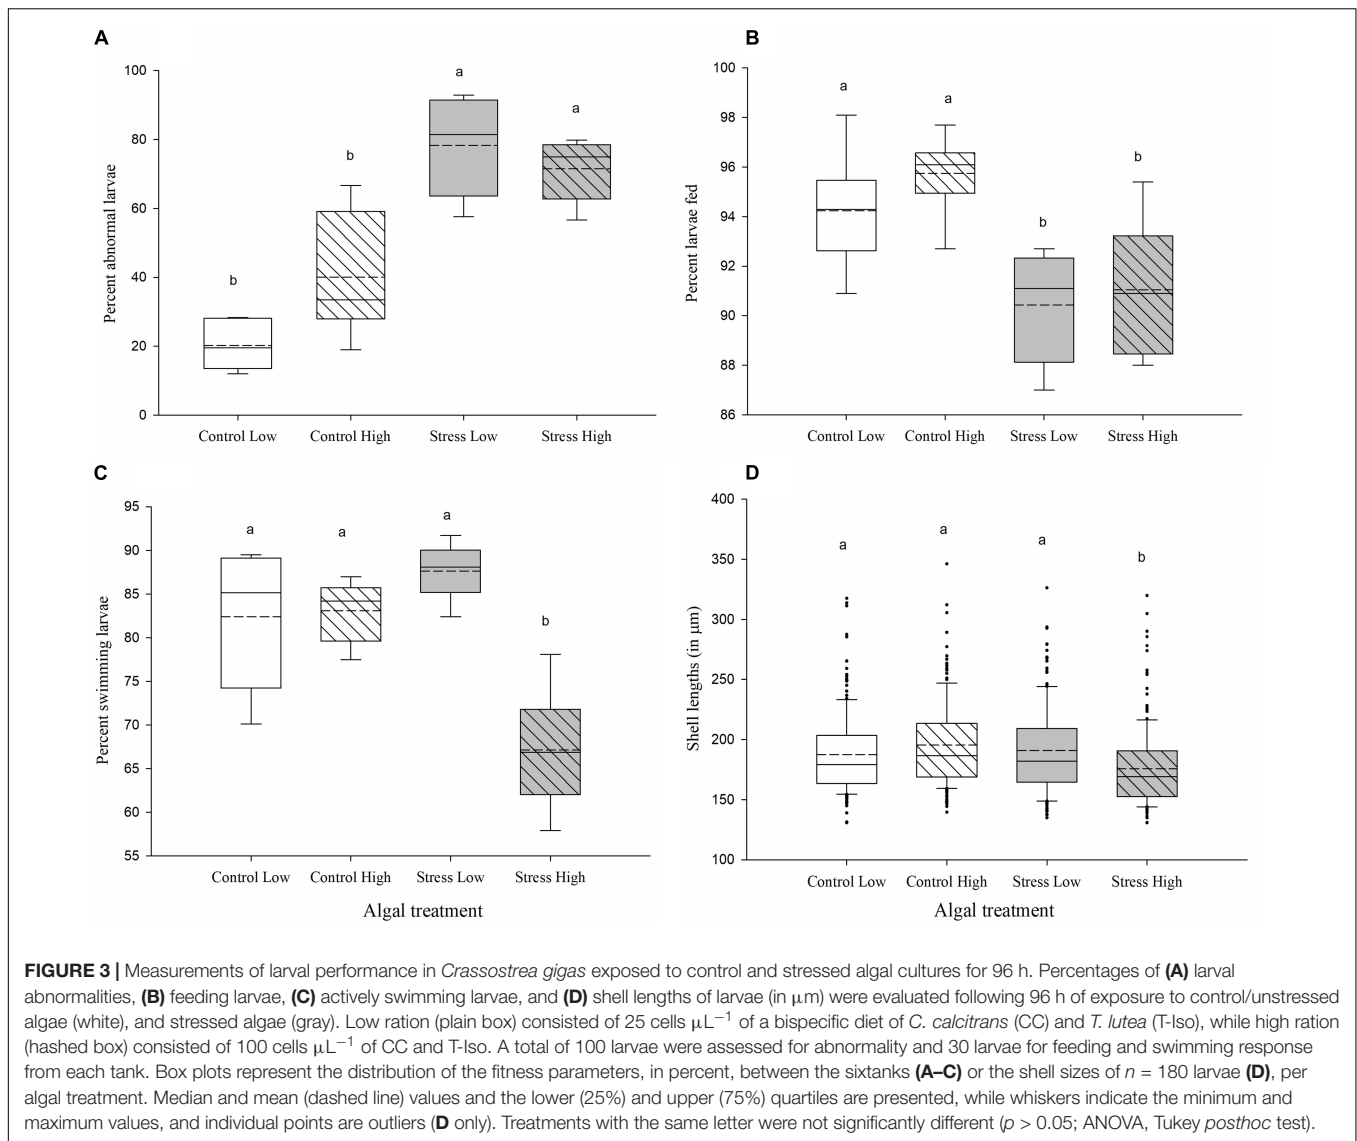 A
100
80
60
40
20
0
Percent abnormal larvae
b
b
a
a
Control Low
Control High
Stress Low
Stress High
B
100
98
96
94
92
90
88
86
Percent larvae fed
a
a
b
b
Control Low
Control High
Stress Low
Stress High
C
95
90
85
80
75
70
65
60
55
Percent swimming larvae
a
a
a
b
Control Low
Control High
Stress Low
Stress High
Algal treatment
D
400
350
300
250
200
150
100
Shell lengths (in μm)
a
a
a
b
Control Low
Control High
Stress Low
Stress High
Algal treatment
FIGURE 3 | Measurements of larval performance in Crassostrea gigas exposed to control and stressed algal cultures for 96 h. Percentages of (A) larval
abnormalities, (B) feeding larvae, (C) actively swimming larvae, and (D) shell lengths of larvae (in μm) were evaluated following 96 h of exposure to control/unstressed
algae (white), and stressed algae (gray). Low ration (plain box) consisted of 25 cells μL⁻¹ of a bispecific diet of C. calcitrans (CC) and T. lutea (T-Iso), while high ration
(hashed box) consisted of 100 cells μL⁻¹ of CC and T-Iso. A total of 100 larvae were assessed for abnormality and 30 larvae for feeding and swimming response
from each tank. Box plots represent the distribution of the fitness parameters, in percent, between the sixtanks (A–C) or the shell sizes of n = 180 larvae (D), per
algal treatment. Median and mean (dashed line) values and the lower (25%) and upper (75%) quartiles are presented, while whiskers indicate the minimum and
maximum values, and individual points are outliers (D only). Treatments with the same letter were not significantly different (p > 0.05; ANOVA, Tukey posthoc test).